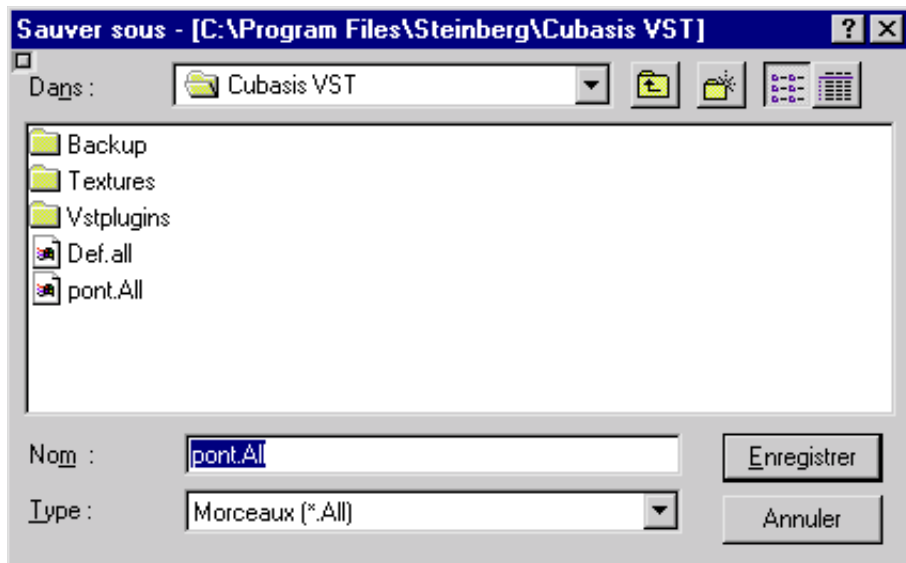 Sauver sous - [C:\Program Files\Steinberg\Cubasis VST]
Dans :
Cubasis VST
Backup
Textures
Vstplugins
Def.all
pont.All
Nom :
pont.All
Enregistrer
Type :
Morceaux (*.All)
Annuler